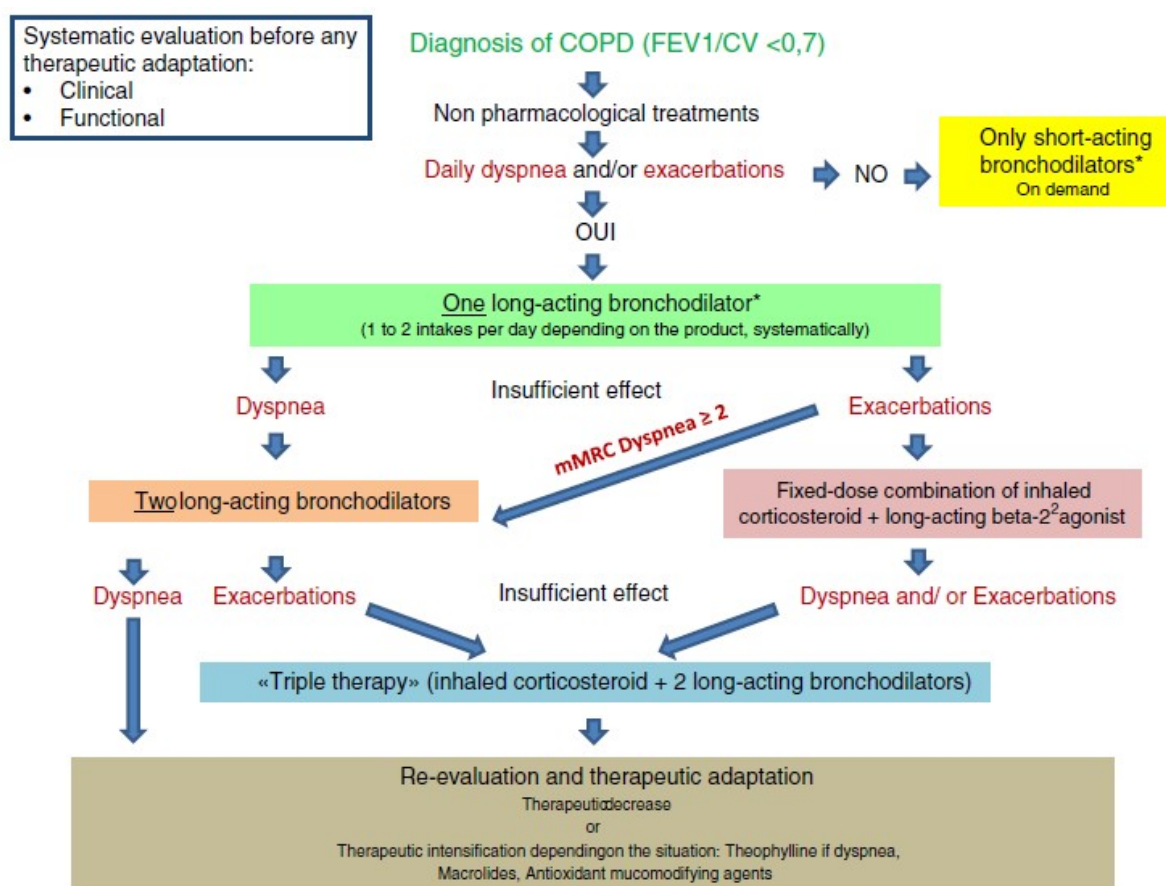 Systematic evaluation before any
therapeutic adaptation:
• Clinical
• Functional
Diagnosis of COPD (FEV1/CV <0,7)
Non pharmacological treatments
Daily dyspnea and/or exacerbations
NO
Only short-acting
bronchodilators*
On demand
OUI
One long-acting bronchodilator*
(1 to 2 intakes per day depending on the product, systematically)
Insufficient effect
Dyspnea
mMRC Dyspnea ≥ 2
Exacerbations
Two long-acting bronchodilators
Fixed-dose combination of inhaled
corticosteroid + long-acting beta-2²agonist
Dyspnea
Exacerbations
Insufficient effect
Dyspnea and/ or Exacerbations
«Triple therapy» (inhaled corticosteroid + 2 long-acting bronchodilators)
Re-evaluation and therapeutic adaptation
Therapeuticdecrease
or
Therapeutic intensification dependingon the situation: Theophylline if dyspnea,
Macrolides, Antioxidant mucomodifying agents